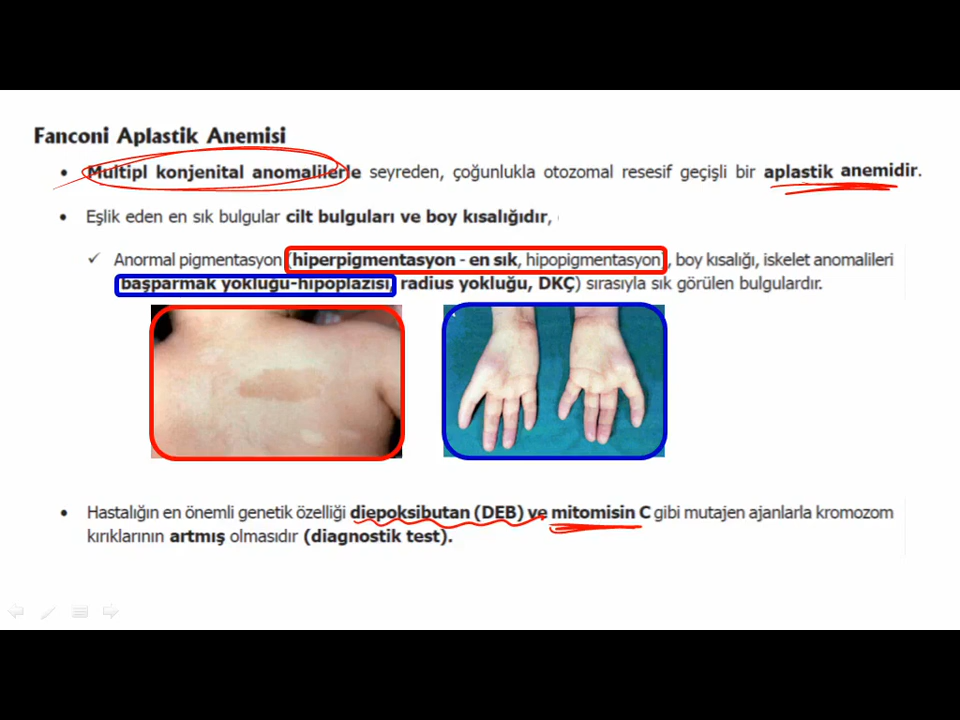 Fanconi Aplastik Anemisi
• Multipl konjenital anomalilerle seyreden, çoğunlukla otozomal resesif geçişli bir aplastik anemidir.
• Eşlik eden en sık bulgular cilt bulguları ve boy kısalığıdır,
✓ Anormal pigmentasyon (hiperpigmentasyon - en sık, hipopigmentasyon), boy kısalığı, iskelet anomalileri
başparmak yokluğu-hipoplazisi, radius yokluğu, DKÇ) sırasıyla sık görülen bulgulardır.
• Hastalığın en önemli genetik özelliği diepoksibutan (DEB) ve mitomisin C gibi mutajen ajanlarla kromozom
kırıklarının artmış olmasıdır (diagnostik test).